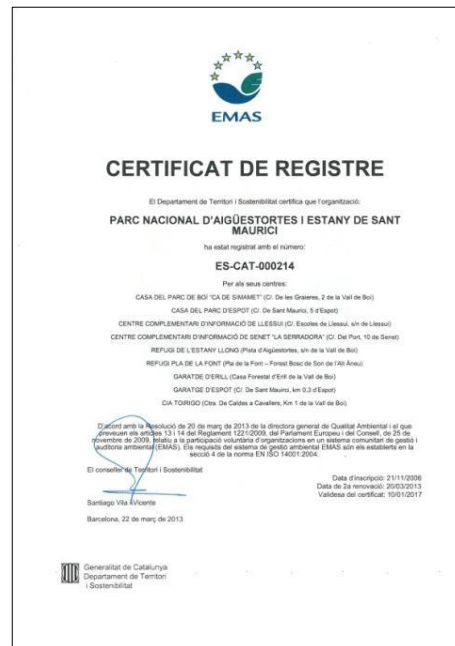 EMAS
CERTIFICAT DE REGISTRE
El Departament de Territori i Sostenibilitat certifica que l'organització:
PARC NACIONAL D'AIGÜESTORTES I ESTANY DE SANT
MAURICI
ha estat registrat amb el número:
ES-CAT-000214
Per als seus centres:
CASA DEL PARC DE BOÍ "CA DE SIMAMET" (C/. De les Graieres, 2 de la Vall de Boí)
CASA DEL PARC D'ESPOT (C/. De Sant Maurici, 5 d'Espot)
CENTRE COMPLEMENTARI D'INFORMACIÓ DE LLESSUI (C/. Escoles de Llessui, s/n de Llessui)
CENTRE COMPLEMENTARI D'INFORMACIÓ DE SENET "LA SERRADORA" (C/. Del Port, 10 de Senet)
REFUGI DE L'ESTANY LLONG (Pista d'Aigüestortes, s/n de la Vall de Boí)
REFUGI PLA DE LA FONT (Pla de la Font – Forest Bosc de Son de l'Alt Àneu)
GARATGE D'ERILL (Casa Forestal d'Erill de la Vall de Boí)
GARATGE D'ESPOT (C/ De Sant Maurici, km 0,3 d'Espot)
CIA TOIRIGO (Ctra. De Caldes a Cavallers, Km 1 de la Vall de Boí)
D'acord amb la Resolució de 20 de març de 2013 de la directora general de Qualitat Ambiental i el que
preveuen els articles 13 i 14 del Reglament 1221/2009, del Parlament Europeu i del Consell, de 25 de
novembre de 2009, relatiu a la participació voluntària d'organitzacions en un sistema comunitari de gestió i
auditoria ambiental (EMAS). Els requisits del sistema de gestió ambiental EMAS són els establerts en la
secció 4 de la norma EN ISO 14001:2004.
El conseller de Territori i Sostenibilitat
Data d'inscripció: 21/11/2006
Data de 2a renovació: 20/03/2013
Validesa del certificat: 10/01/2017
Santiago Vila i Vicente
Barcelona, 22 de març de 2013
Generalitat de Catalunya
Departament de Territori
i Sostenibilitat